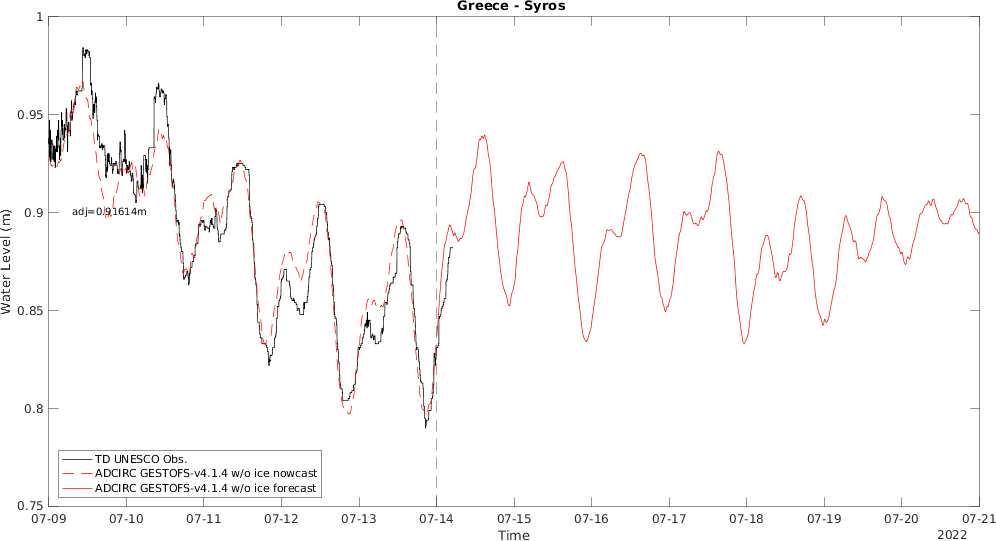 Greece - Syros
1
0.95
0.9
0.85
0.8
0.75
Water Level (m)
adj=0.91614m
TD UNESCO Obs.
ADCIRC GESTOFS-v4.1.4 w/o ice nowcast
ADCIRC GESTOFS-v4.1.4 w/o ice forecast
07-09 07-10 07-11 07-12 07-13 07-14 07-15 07-16 07-17 07-18 07-19 07-20 07-21
Time
2022